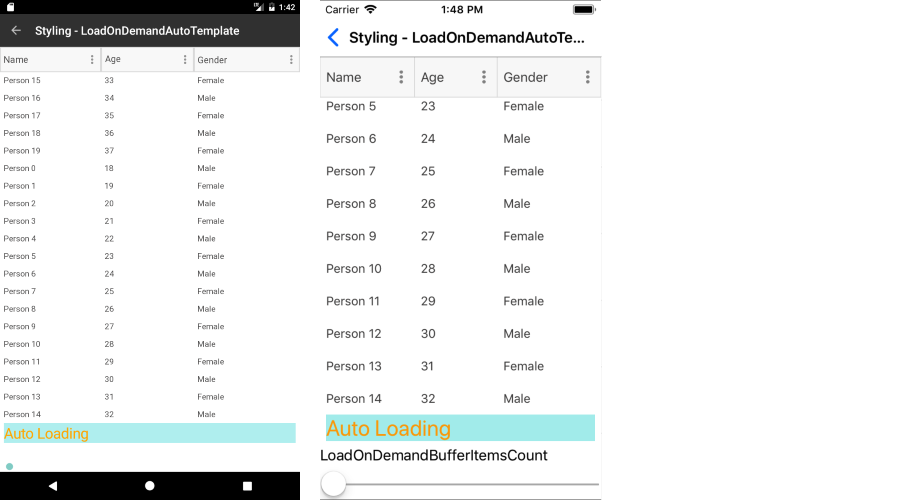 1:42
Styling - LoadOnDemandAutoTemplate
Name Age Gender
Person 15 33 Female
Person 16 34 Male
Person 17 35 Female
Person 18 36 Male
Person 19 37 Female
Person 0 18 Male
Person 1 19 Female
Person 2 20 Male
Person 3 21 Female
Person 4 22 Male
Person 5 23 Female
Person 6 24 Male
Person 7 25 Female
Person 8 26 Male
Person 9 27 Female
Person 10 28 Male
Person 11 29 Female
Person 12 30 Male
Person 13 31 Female
Person 14 32 Male
Auto Loading
Carrier 1:48 PM
Styling - LoadOnDemandAutoTe...
Name Age Gender
Person 5 23 Female
Person 6 24 Male
Person 7 25 Female
Person 8 26 Male
Person 9 27 Female
Person 10 28 Male
Person 11 29 Female
Person 12 30 Male
Person 13 31 Female
Person 14 32 Male
Auto Loading
LoadOnDemandBufferItemsCount